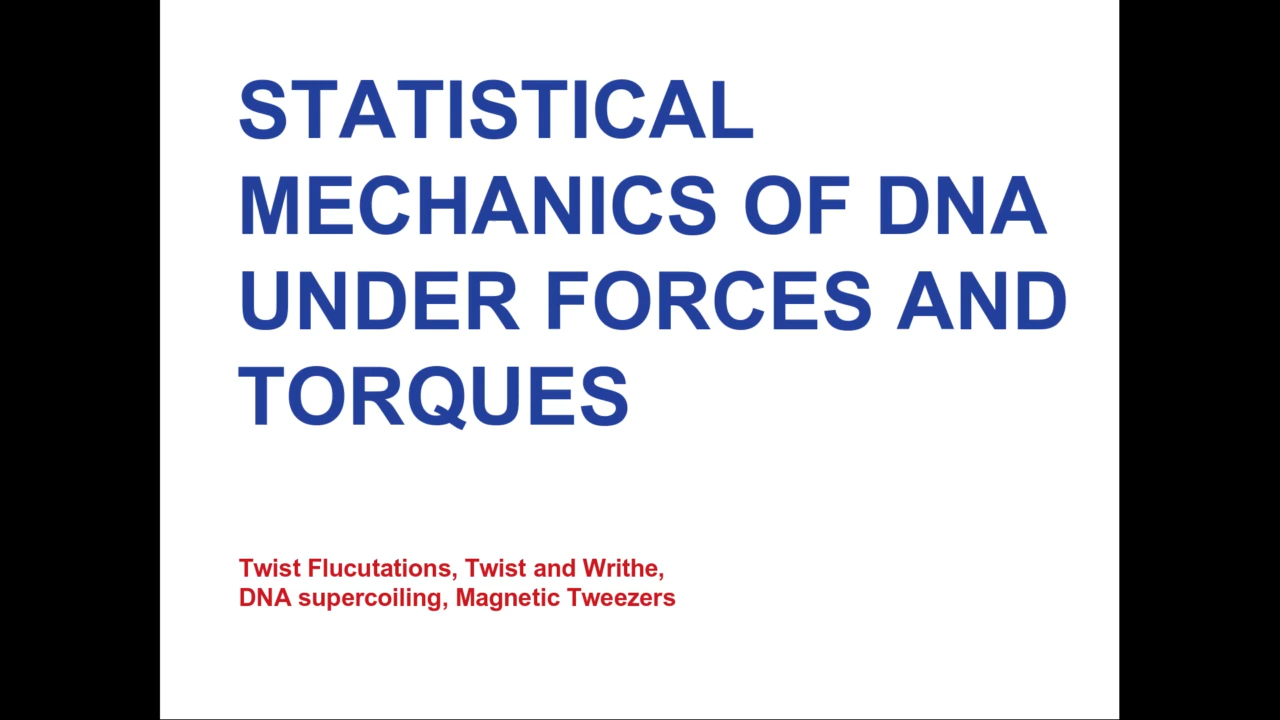 STATISTICAL
MECHANICS OF DNA
UNDER FORCES AND
TORQUES
Twist Flucutations, Twist and Writhe,
DNA supercoiling, Magnetic Tweezers